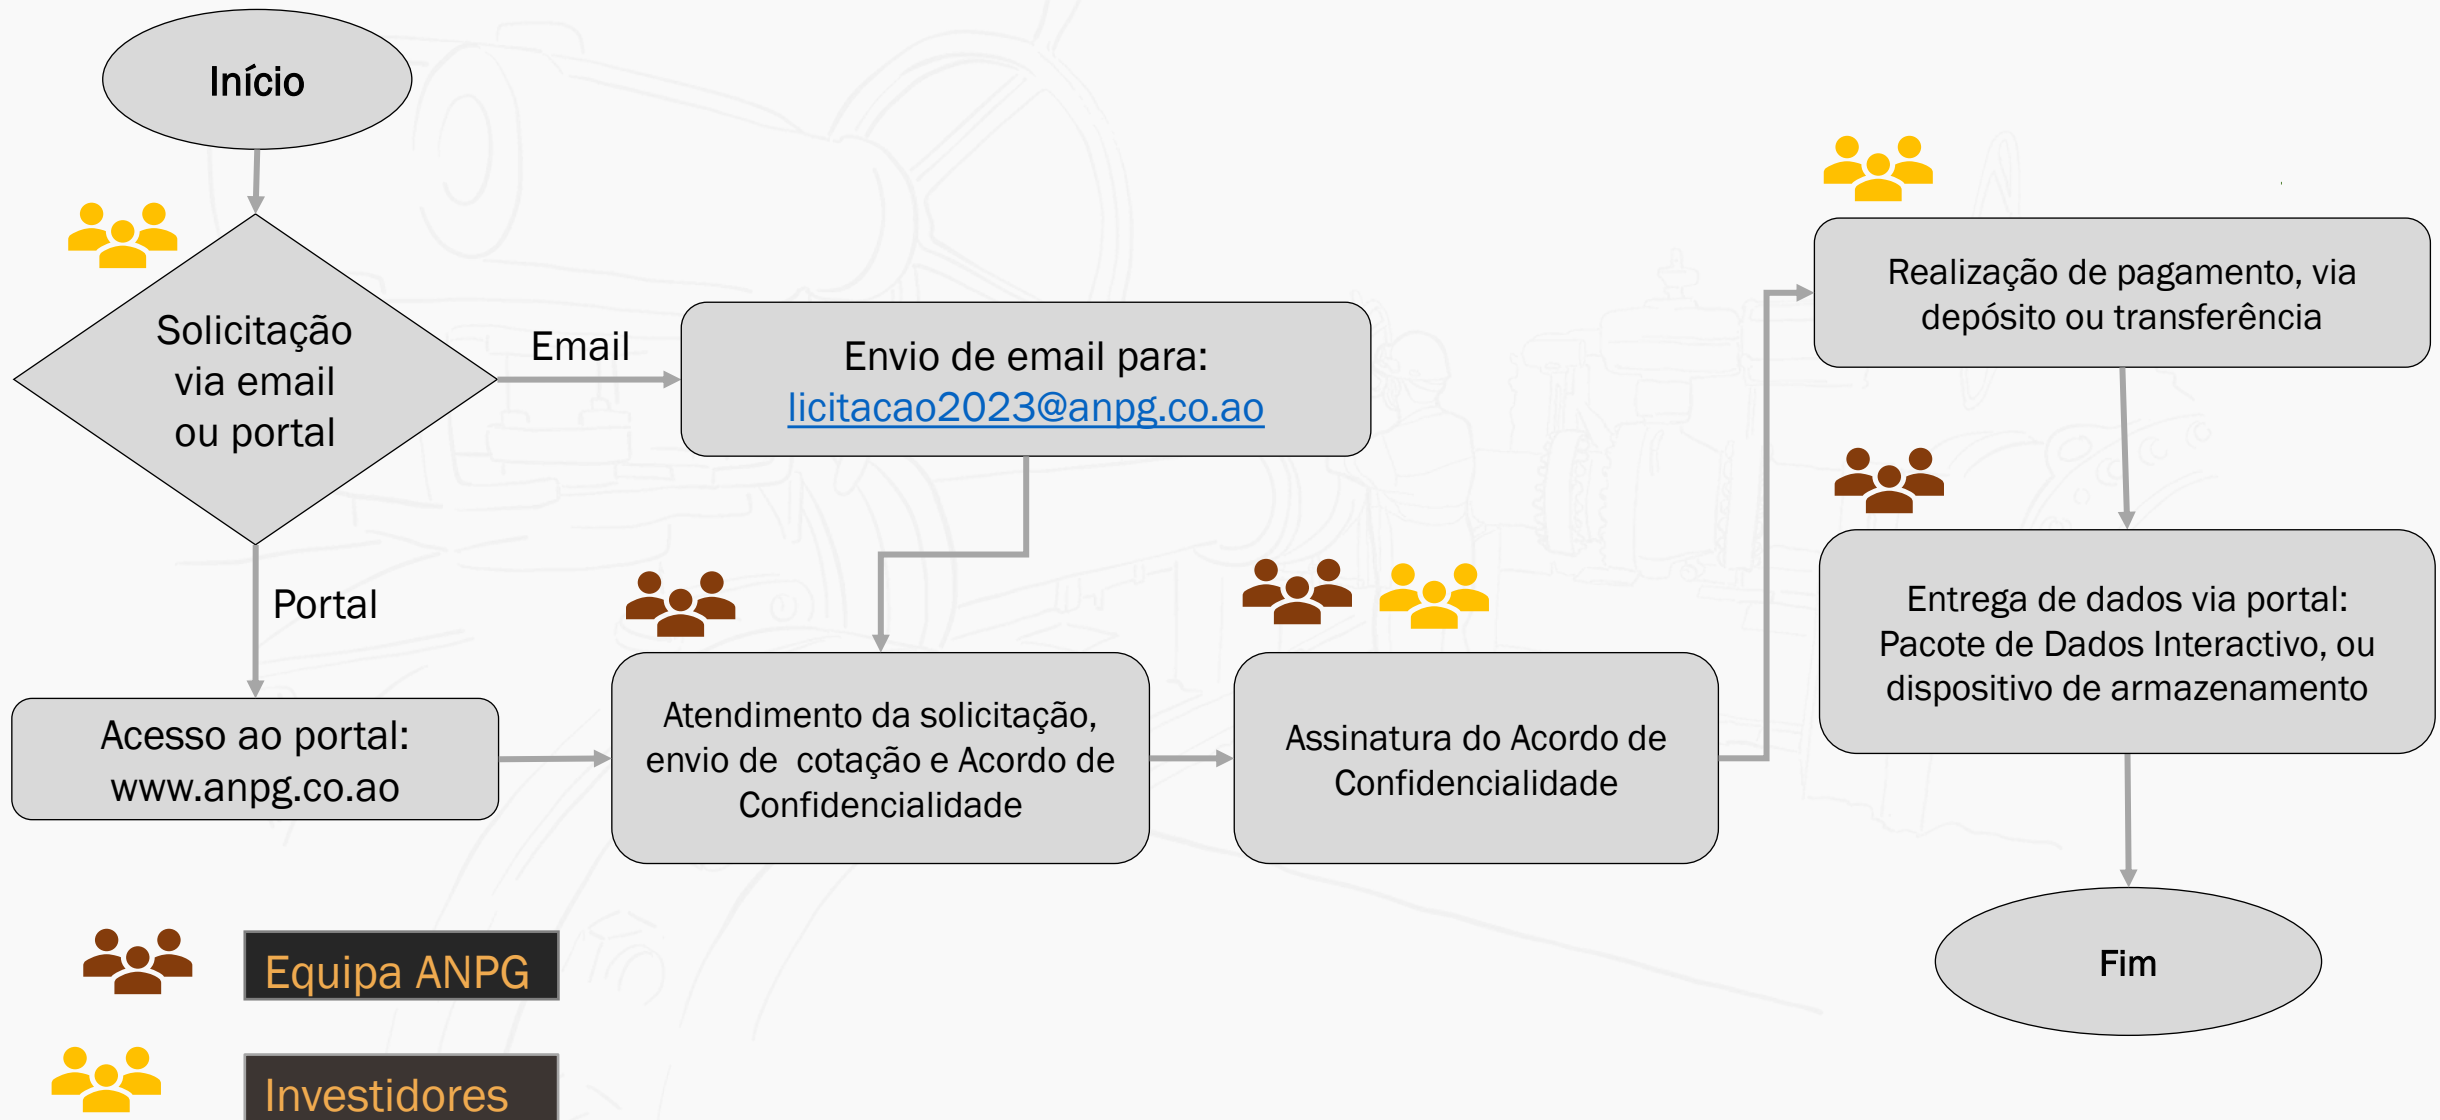 Início
Solicitação
via email
ou portal
Email
Envio de email para:
licitacao2023@anpg.co.ao
Portal
Acesso ao portal:
www.anpg.co.ao
Atendimento da solicitação,
envio de  cotação e Acordo de
Confidencialidade
Assinatura do Acordo de
Confidencialidade
Realização de pagamento, via
depósito ou transferência
Entrega de dados via portal:
Pacote de Dados Interactivo, ou
dispositivo de armazenamento
Fim
Equipa ANPG
Investidores